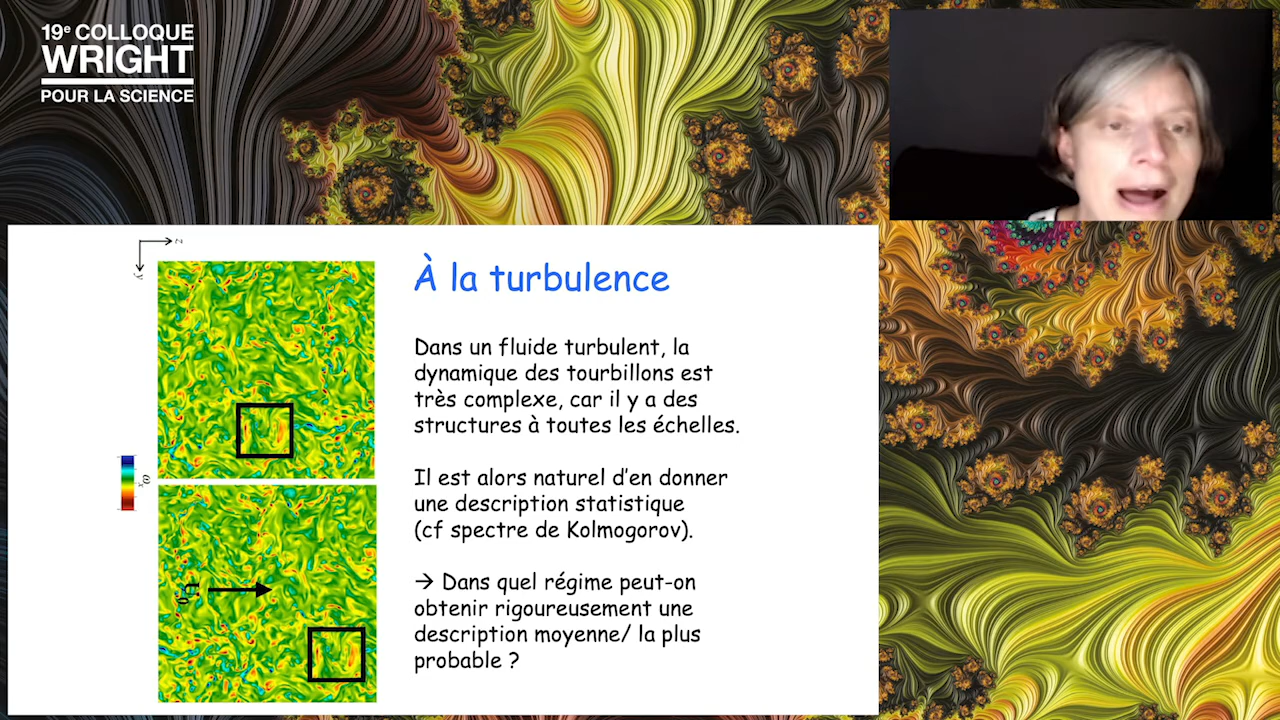 19e COLLOQUE
WRIGHT
POUR LA SCIENCE
z
y
À la turbulence
Dans un fluide turbulent, la
dynamique des tourbillons est
très complexe, car il y a des
structures à toutes les échelles.
Il est alors naturel d’en donner
une description statistique
(cf spectre de Kolmogorov).
→ Dans quel régime peut-on
obtenir rigoureusement une
description moyenne/ la plus
probable ?